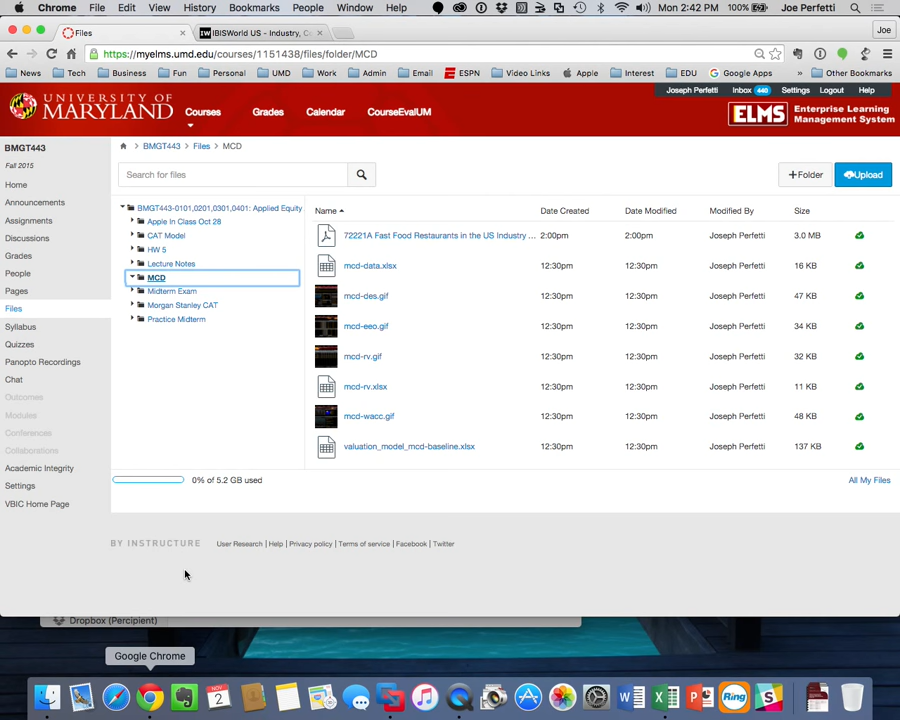 Chrome File Edit View History Bookmarks People Window Help Mon 2:42 PM 100% Joe Perfetti
Files IW IBISWorld US - Industry, Co Joe
https://myelms.umd.edu/courses/1151438/files/folder/MCD
News Tech Business Fun Personal UMD Work Admin Email ESPN Video Links Apple Interest EDU Google Apps » Other Bookmarks
UNIVERSITY OF MARYLAND
Courses Grades Calendar CourseEvalUM
Joseph Perfetti Inbox 440 Settings Logout Help
ELMS Enterprise Learning Management System
BMGT443
Fall 2015
Home
Announcements
Assignments
Discussions
Grades
People
Pages
Files
Syllabus
Quizzes
Panopto Recordings
Chat
Outcomes
Modules
Conferences
Collaborations
Academic Integrity
Settings
VBIC Home Page
BMGT443 Files MCD
Search for files
+Folder Upload
BMGT443-0101,0201,0301,0401: Applied Equity
Apple In Class Oct 28
CAT Model
HW 5
Lecture Notes
MCD
Midterm Exam
Morgan Stanley CAT
Practice Midterm
Name Date Created Date Modified Modified By Size
72221A Fast Food Restaurants in the US Industry ... 2:00pm 2:00pm Joseph Perfetti 3.0 MB
mcd-data.xlsx 12:30pm 12:30pm Joseph Perfetti 16 KB
mcd-des.gif 12:30pm 12:30pm Joseph Perfetti 47 KB
mcd-eeo.gif 12:30pm 12:30pm Joseph Perfetti 34 KB
mcd-rv.gif 12:30pm 12:30pm Joseph Perfetti 32 KB
mcd-rv.xlsx 12:30pm 12:30pm Joseph Perfetti 11 KB
mcd-wacc.gif 12:30pm 12:30pm Joseph Perfetti 48 KB
valuation_model_mcd-baseline.xlsx 12:30pm 12:30pm Joseph Perfetti 137 KB
0% of 5.2 GB used All My Files
BY INSTRUCTURE User Research | Help | Privacy policy | Terms of service | Facebook | Twitter
Dropbox (Percipient)
Google Chrome
NOV
2
Ring